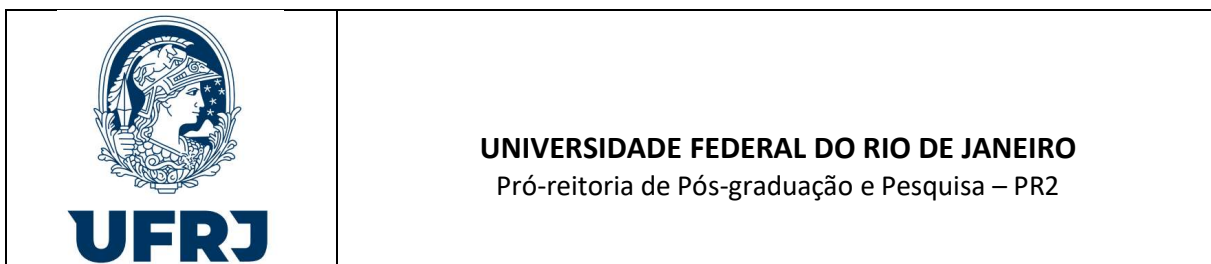 UFRJ
UNIVERSIDADE FEDERAL DO RIO DE JANEIRO
Pró-reitoria de Pós-graduação e Pesquisa – PR2